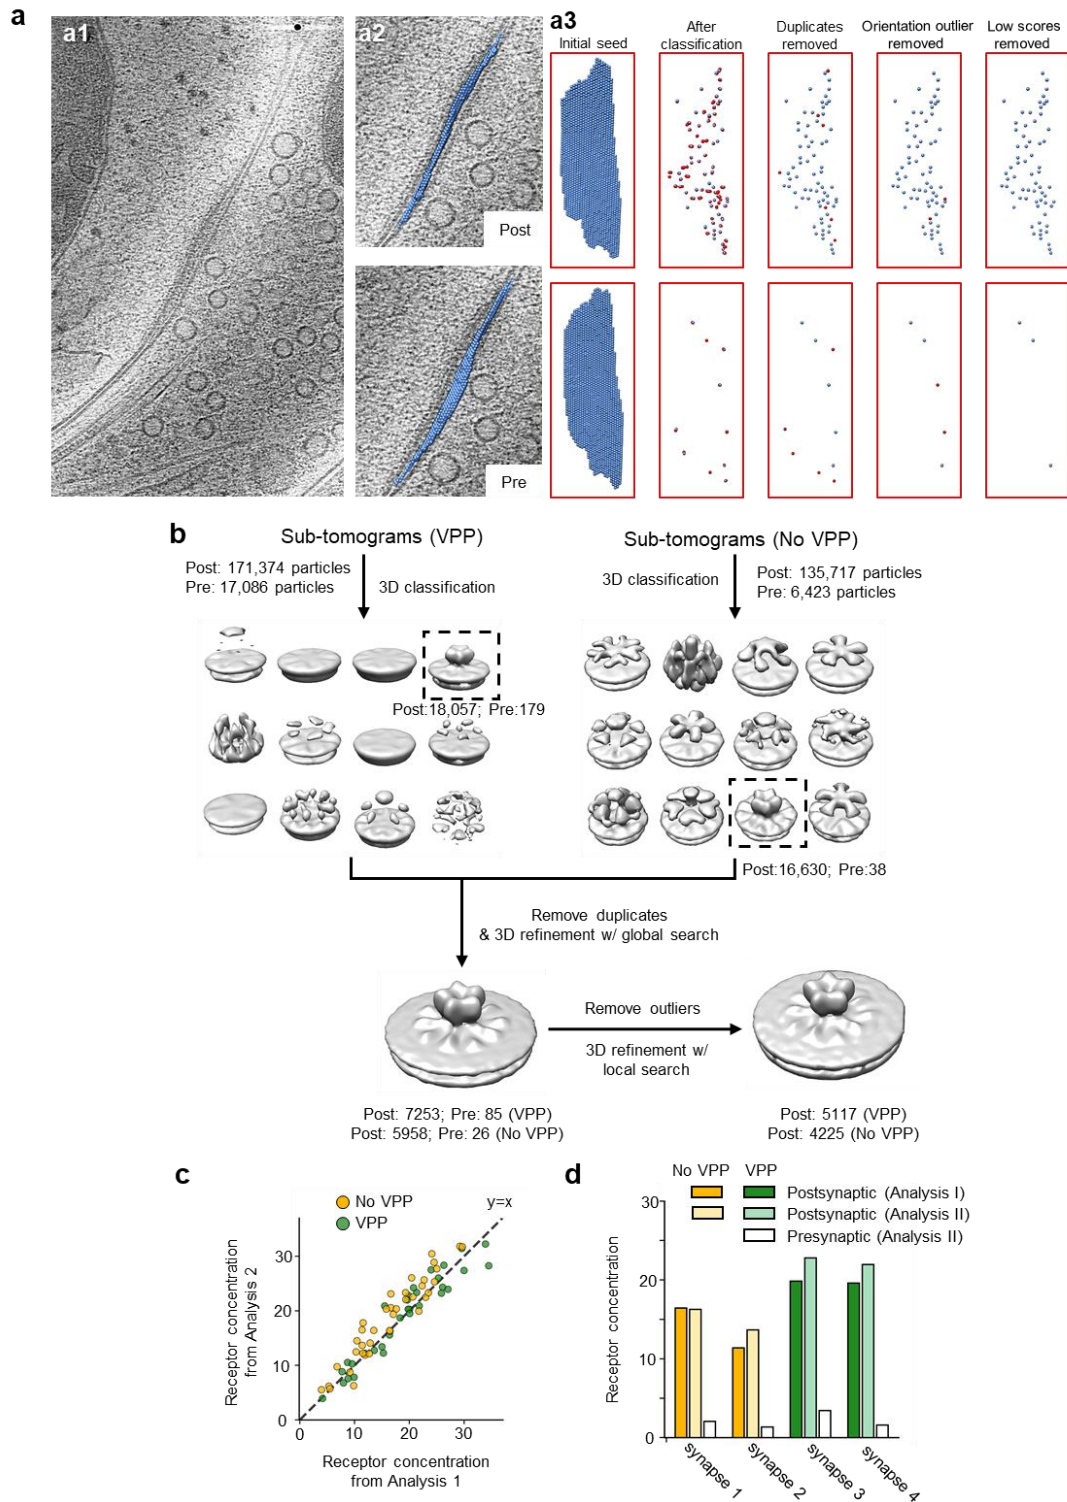 a
a1
a2
Post
Pre
a3
Initial seed
After
classification
Duplicates
removed
Orientation outlier
removed
Low scores
removed
b
Sub-tomograms (VPP)
Post: 171,374 particles
Pre: 17,086 particles
3D classification
Post:18,057; Pre:179
Sub-tomograms (No VPP)
3D classification
Post: 135,717 particles
Pre: 6,423 particles
Post:16,630; Pre:38
Remove duplicates
& 3D refinement w/ global search
Remove outliers
3D refinement w/
local search
Post: 7253; Pre: 85 (VPP)
Post: 5958; Pre: 26 (No VPP)
Post: 5117 (VPP)
Post: 4225 (No VPP)
c
No VPP
VPP
y=x
Receptor concentration
from Analysis 2
30
20
10
0
0 10 20 30
Receptor concentration
from Analysis 1
d
No VPP VPP
Postsynaptic (Analysis I)
Postsynaptic (Analysis II)
Presynaptic (Analysis II)
Receptor concentration
30
20
10
0
synapse 1
synapse 2
synapse 3
synapse 4